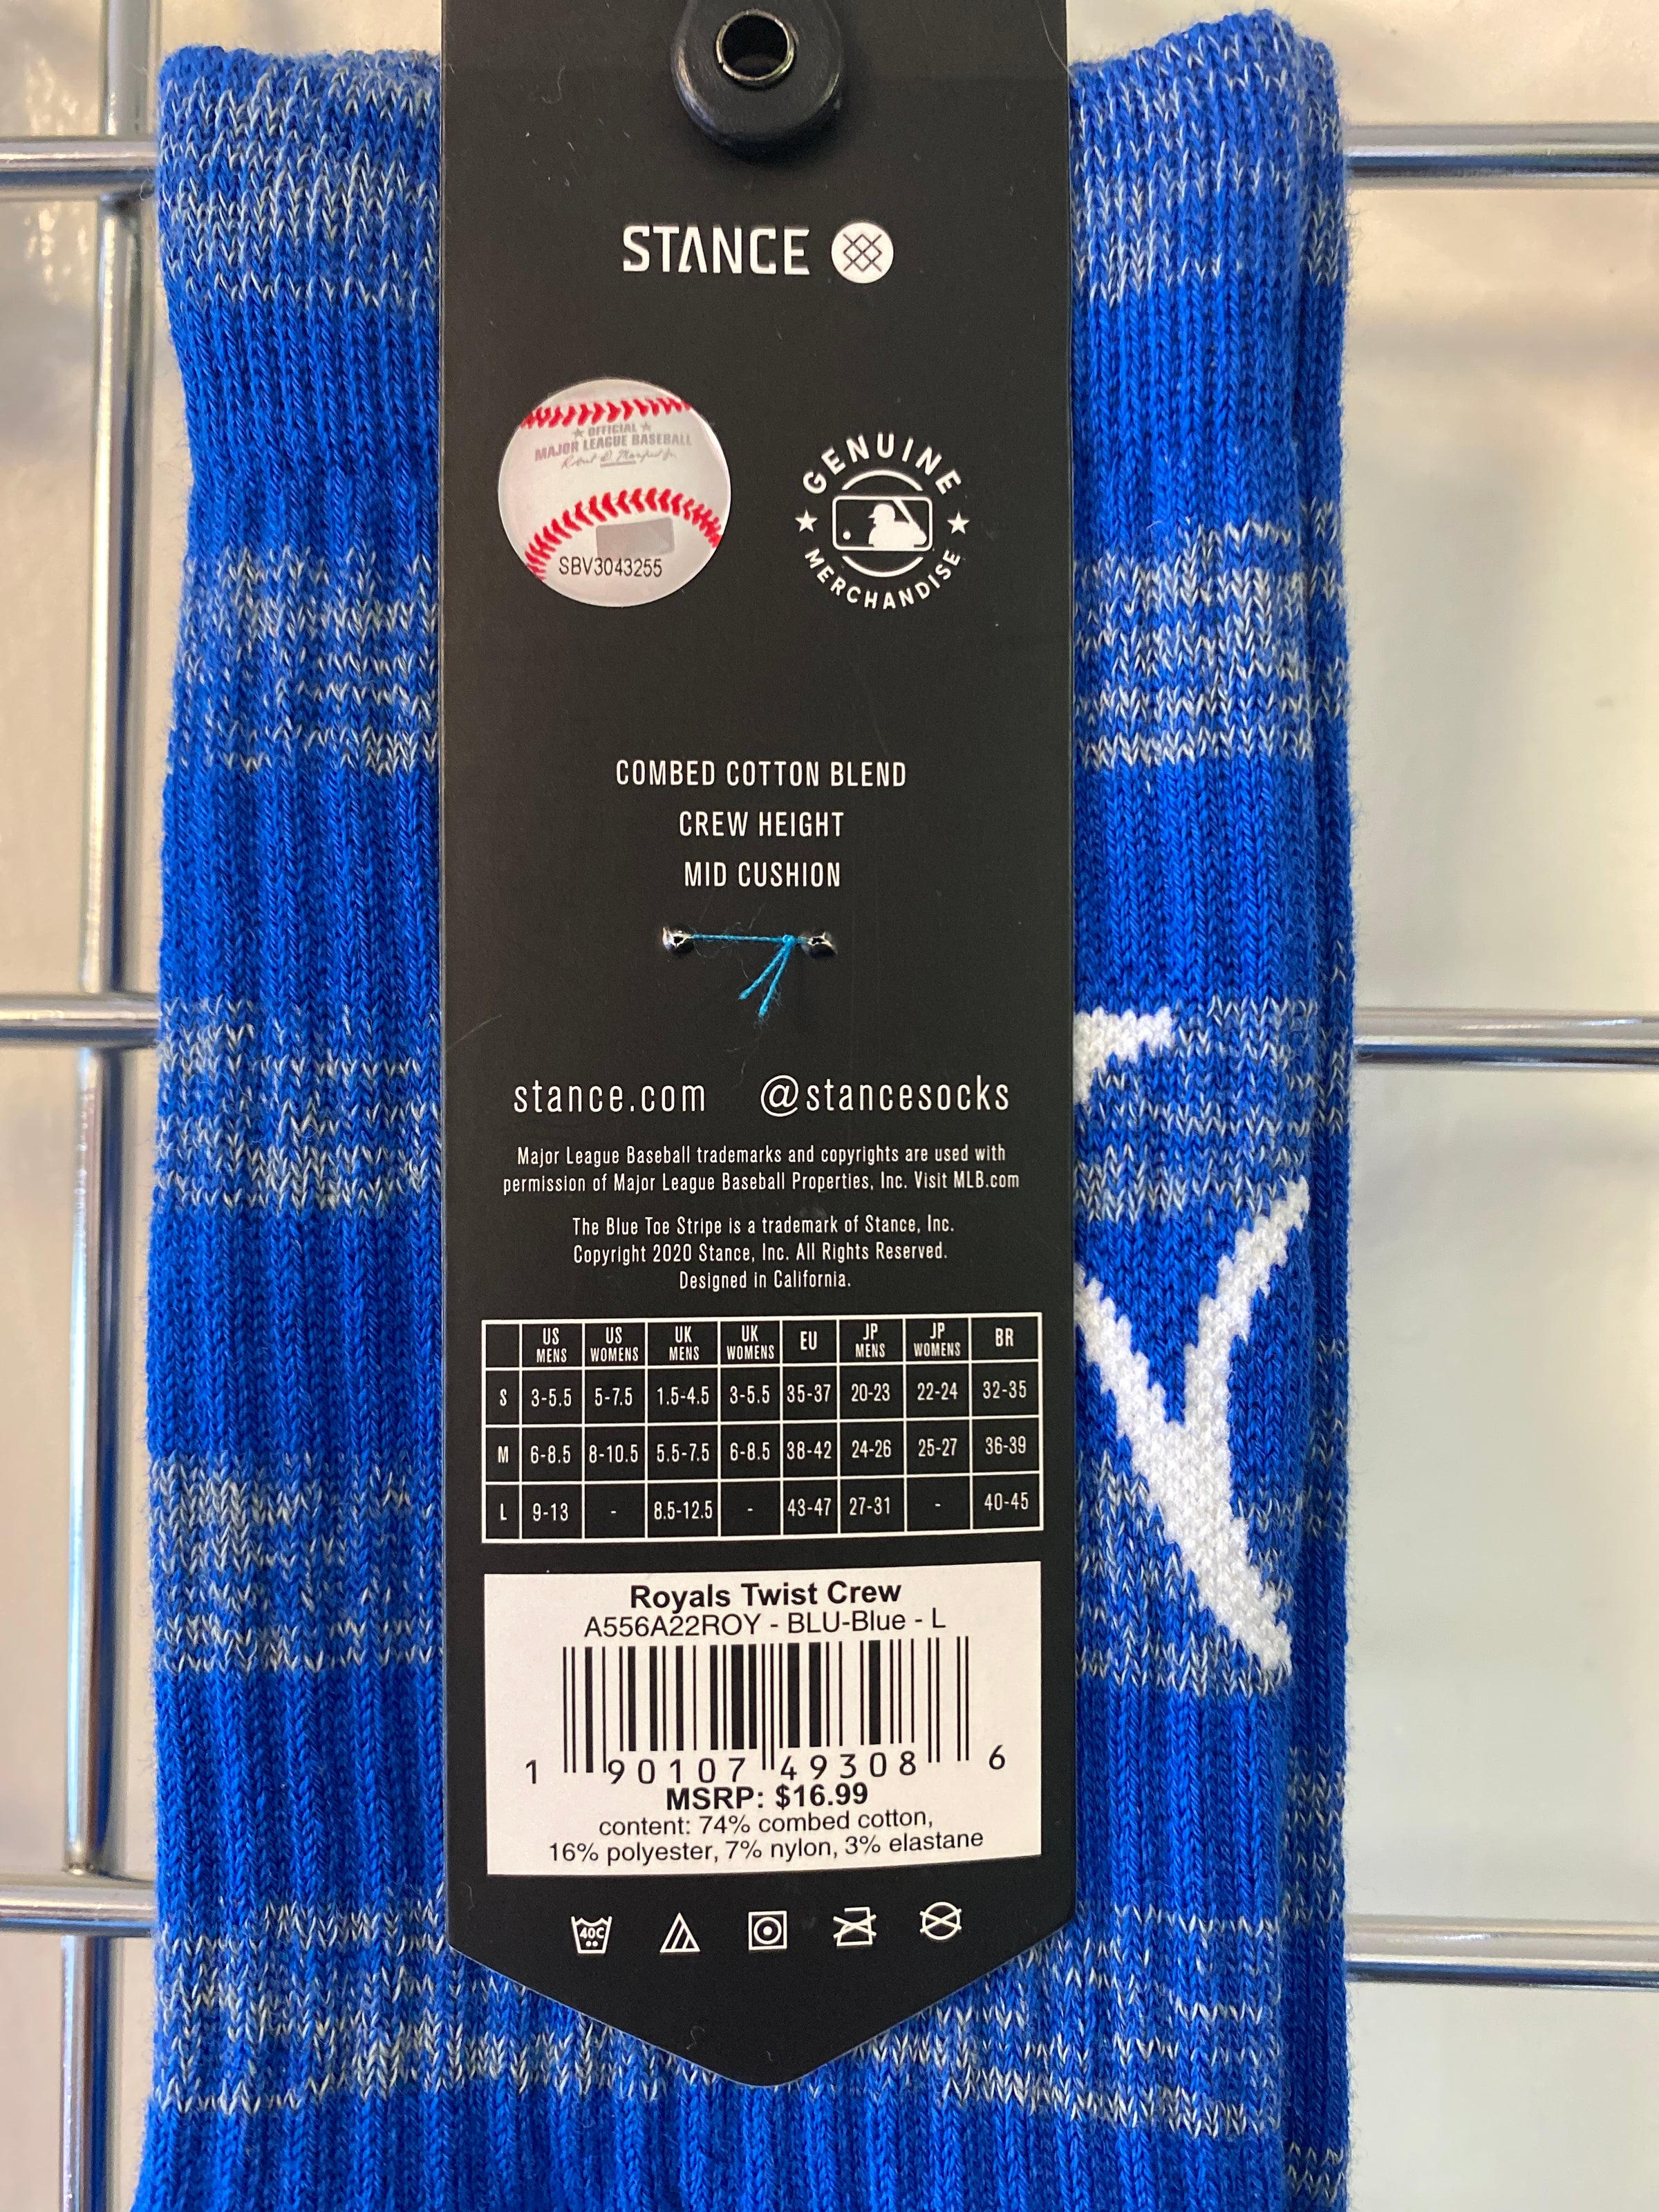 STANCE
OFFICIAL
MAJOR LEAGUE BASEBALL
SBV3043255
GENUINE
MERCHANDISE
COMBED COTTON BLEND
CREW HEIGHT
MID CUSHION
stance.com @stancesocks
Major League Baseball trademarks and copyrights are used with
permission of Major League Baseball Properties, Inc. Visit MLB.com
The Blue Toe Stripe is a trademark of Stance, Inc.
Copyright 2020 Stance, Inc. All Rights Reserved.
Designed in California.
US MENS US WOMENS UK MENS UK WOMENS EU JP MENS JP WOMENS BR
S 3-5.5 5-7.5 1.5-4.5 3-5.5 35-37 20-23 22-24 32-35
M 6-8.5 8-10.5 5.5-7.5 6-8.5 38-42 24-26 25-27 36-39
L 9-13 - 8.5-12.5 - 43-47 27-31 - 40-45
Royals Twist Crew
A556A22ROY - BLU-Blue - L
1 90107 49308 6
MSRP: $16.99
content: 74% combed cotton,
16% polyester, 7% nylon, 3% elastane
40C